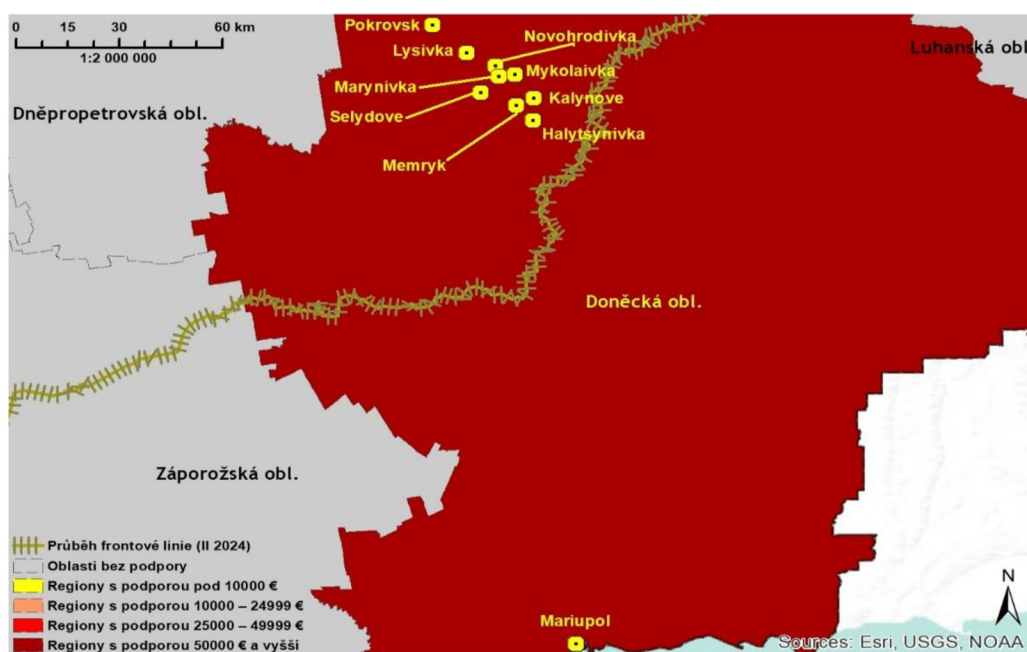 0 15 30 60 km
1:2 000 000
Pokrovsk
Lysivka
Novohrodivka
Marynivka
Mykolaivka
Selydove
Kalynove
Halytsynivka
Memryk
Luhanská obl
Dněpropetrovská obl.
Doněcká obl.
Záporožská obl.
Průběh frontové linie (II 2024)
Oblasti bez podpory
Regiony s podporou pod 10000 €
Regiony s podporou 10000 – 24999 €
Regiony s podporou 25000 - 49999 €
Regiony s podporou 50000 € a vyšší
Mariupol
N
Sources: Esri, USGS, NOAA